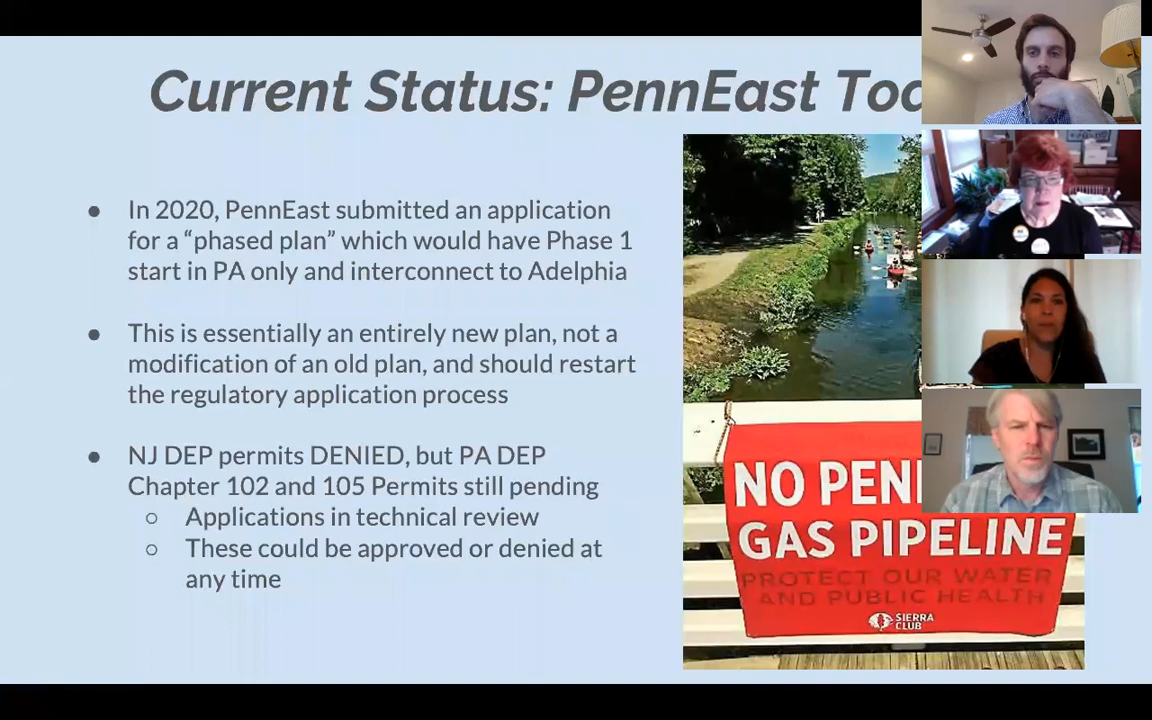 Current Status: PennEast
In 2020, PennEast submitted an application
for a “phased plan” which would have Phase 1
start in PA only and interconnect to Adelphia
This is essentially an entirely new plan, not a
modification of an old plan, and should restart
the regulatory application process
NJ DEP permits DENIED, but PA DEP
Chapter 102 and 105 Permits still pending
Applications in technical review
These could be approved or denied at
any time
NO
GAS PIPELINE
PROTECT OUR WATER
AND PUBLIC HEALTH
SIERRA
CLUB